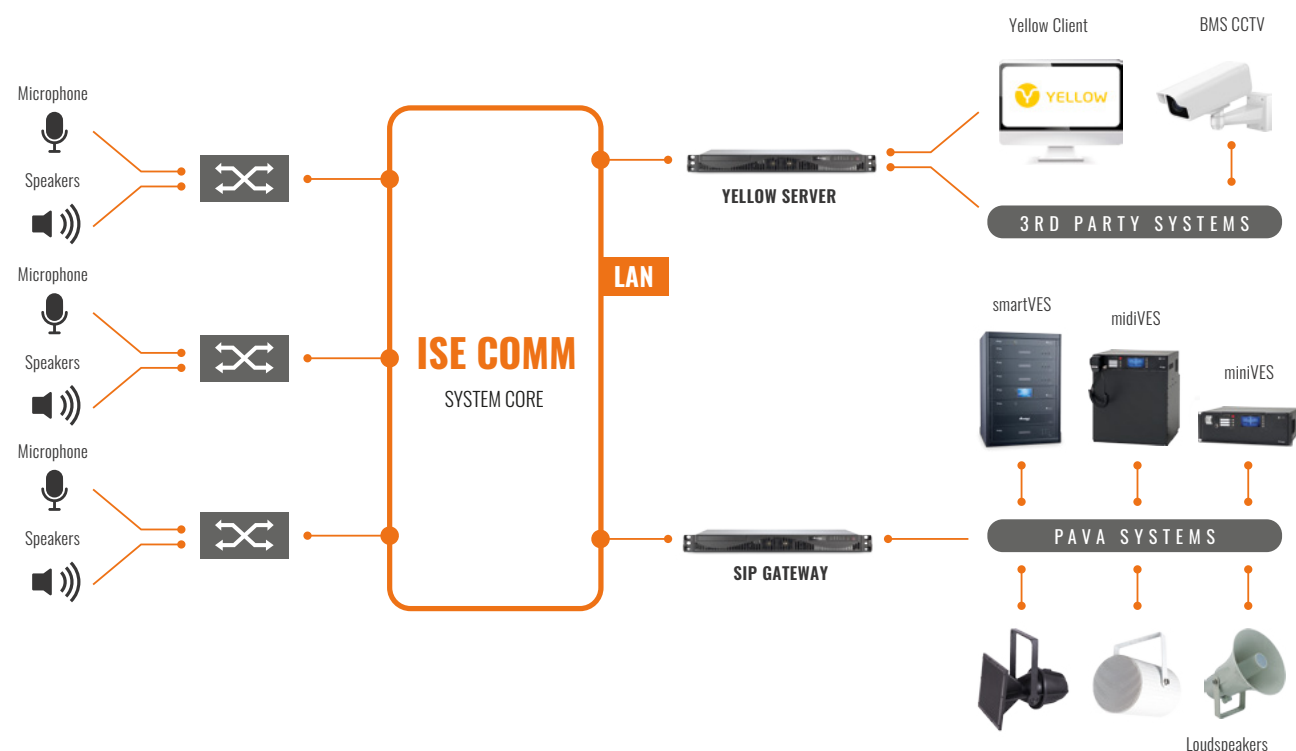 Yellow Client
BMS CCTV
Microphone
YELLOW
Speakers
YELLOW SERVER
3RD PARTY SYSTEMS
LAN
Microphone
Speakers
ISE COMM
SYSTEM CORE
smartVES
midiVES
miniVES
Microphone
Speakers
SIP GATEWAY
PAVA SYSTEMS
Loudspeakers